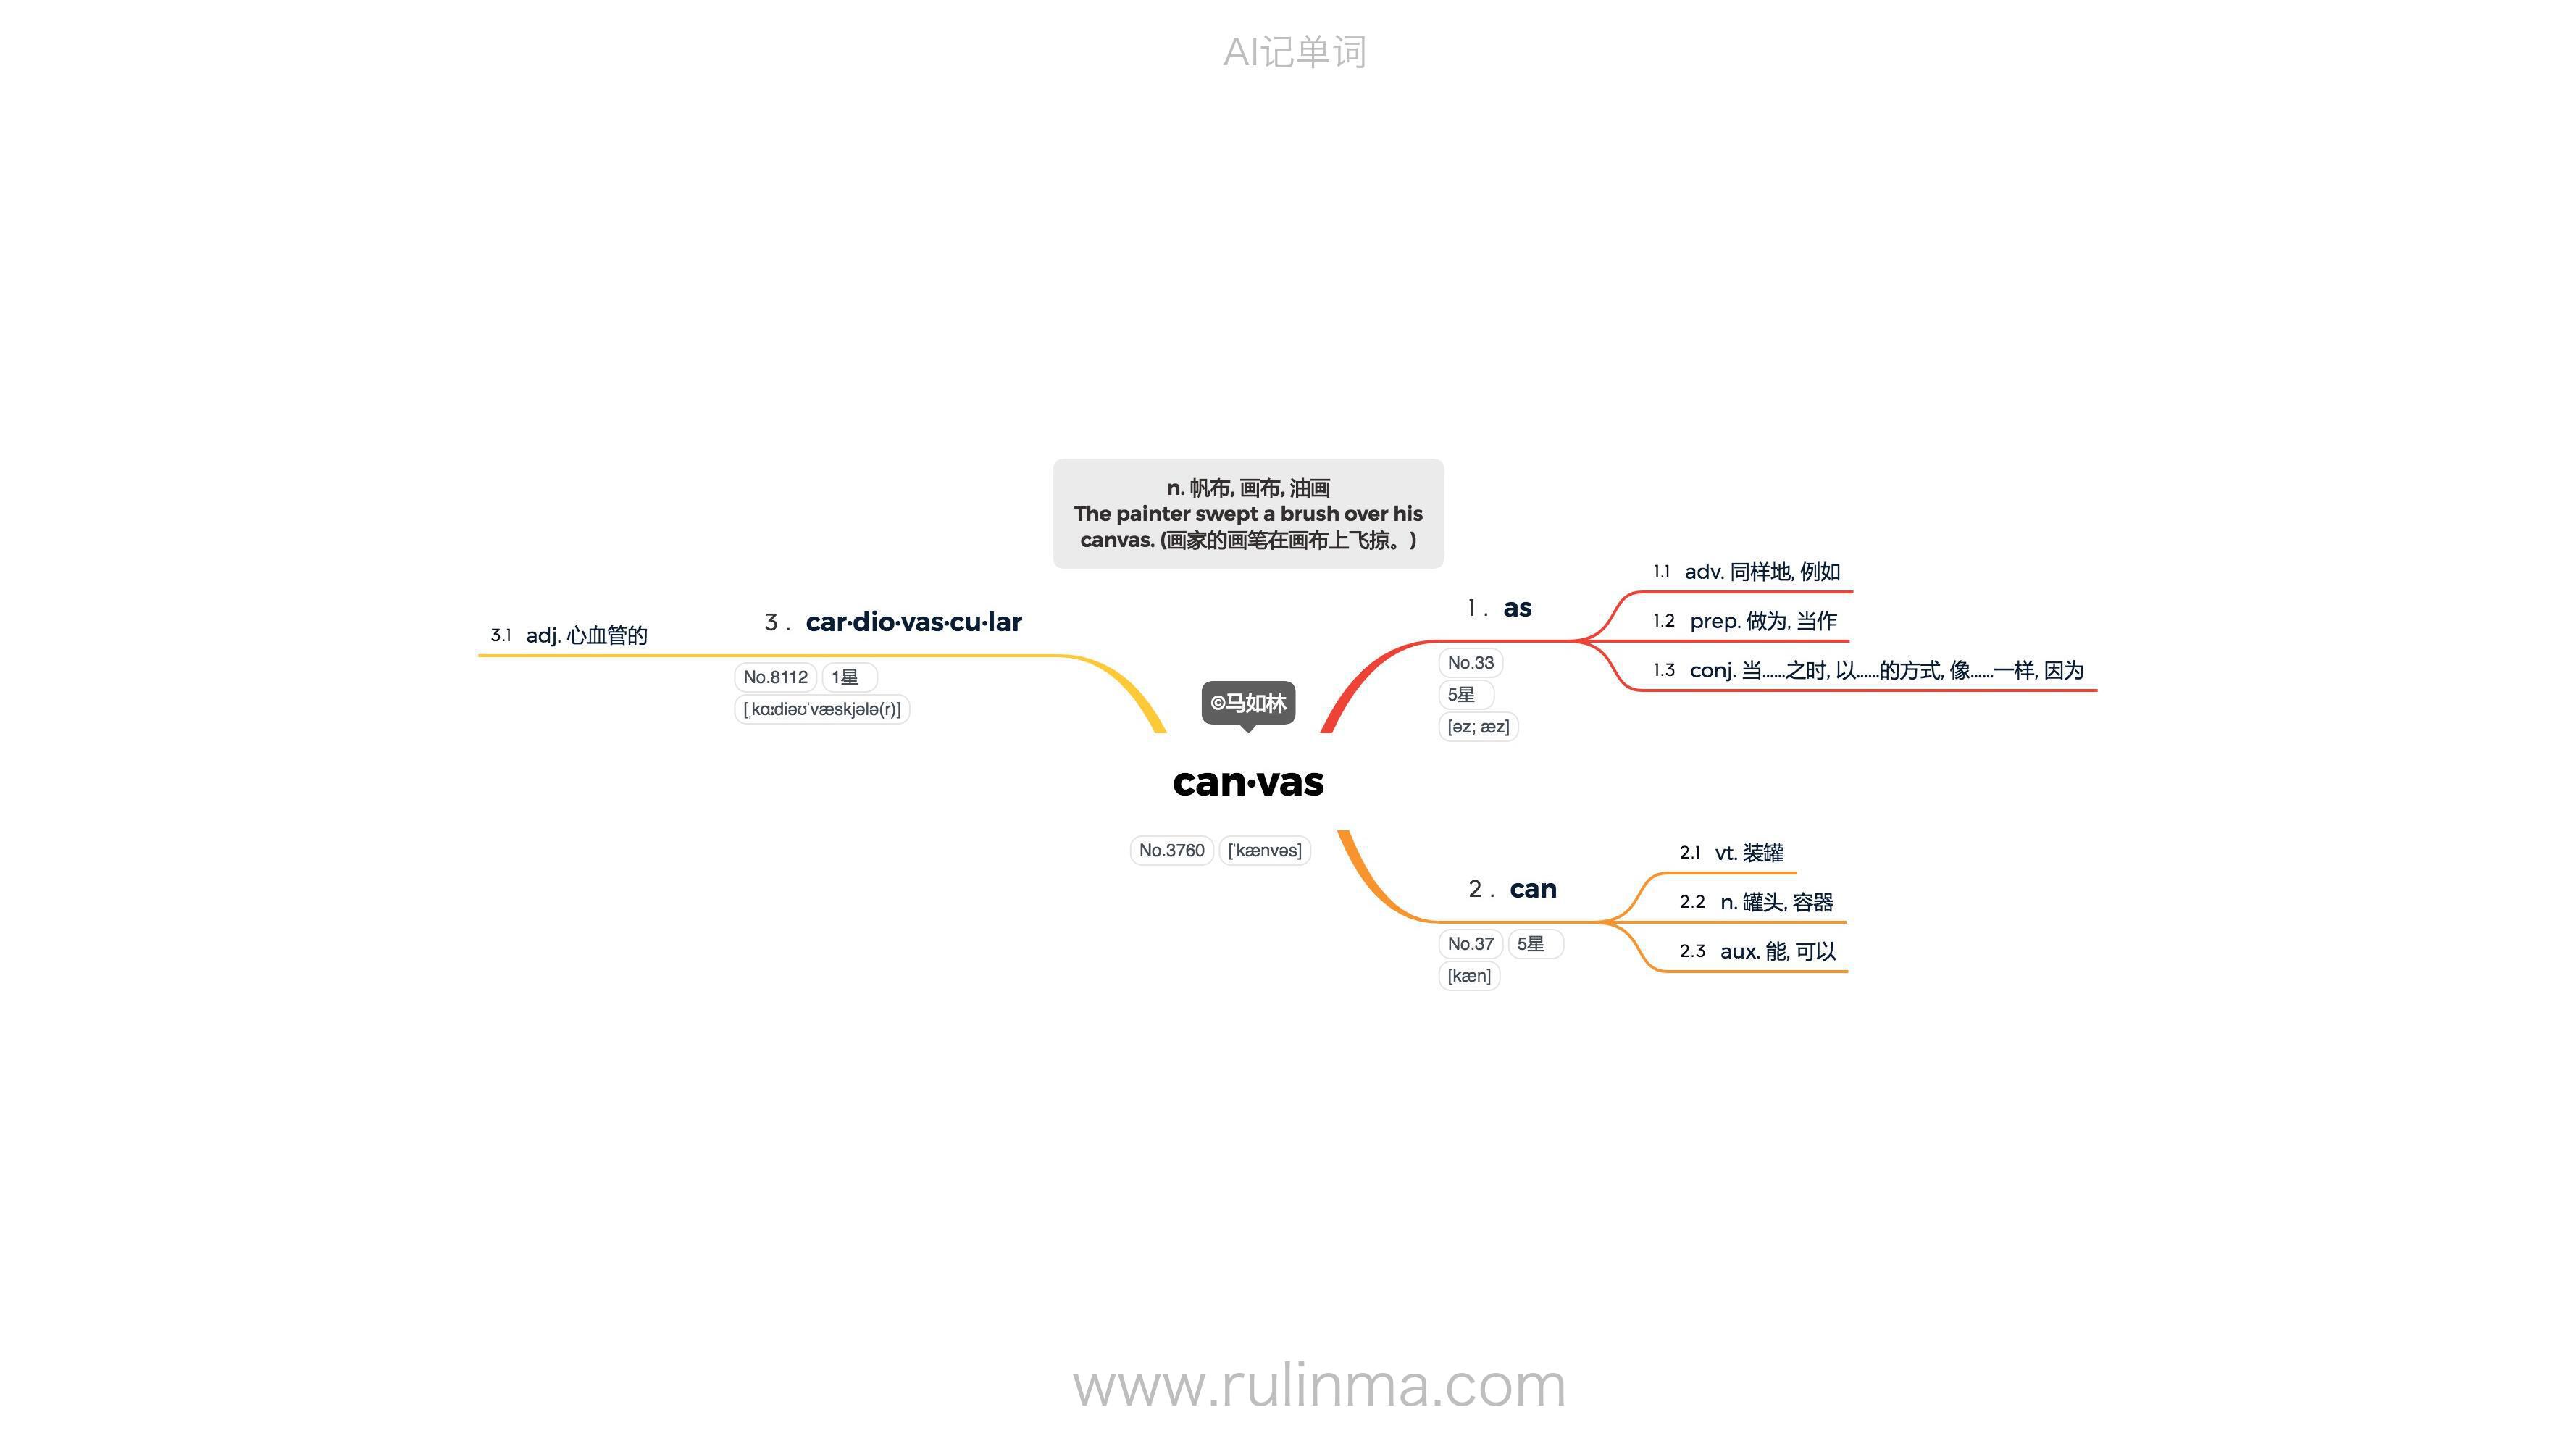 AI记单词
n. 帆布, 画布, 油画
The painter swept a brush over his
canvas. (画家的画笔在画布上飞掠。)
©马如林
can·vas
No.3760 [ˈkænvəs]
1 . as
No.33
5星
[əz; æz]
1.1 adv. 同样地, 例如
1.2 prep. 做为, 当作
1.3 conj. 当……之时, 以……的方式, 像……一样, 因为
2 . can
No.37 5星
[kæn]
2.1 vt. 装罐
2.2 n. 罐头, 容器
2.3 aux. 能, 可以
3 . car·dio·vas·cu·lar
No.8112 1星
[ˌkɑːdiəʊˈvæskjələ(r)]
3.1 adj. 心血管的
www.rulinma.com